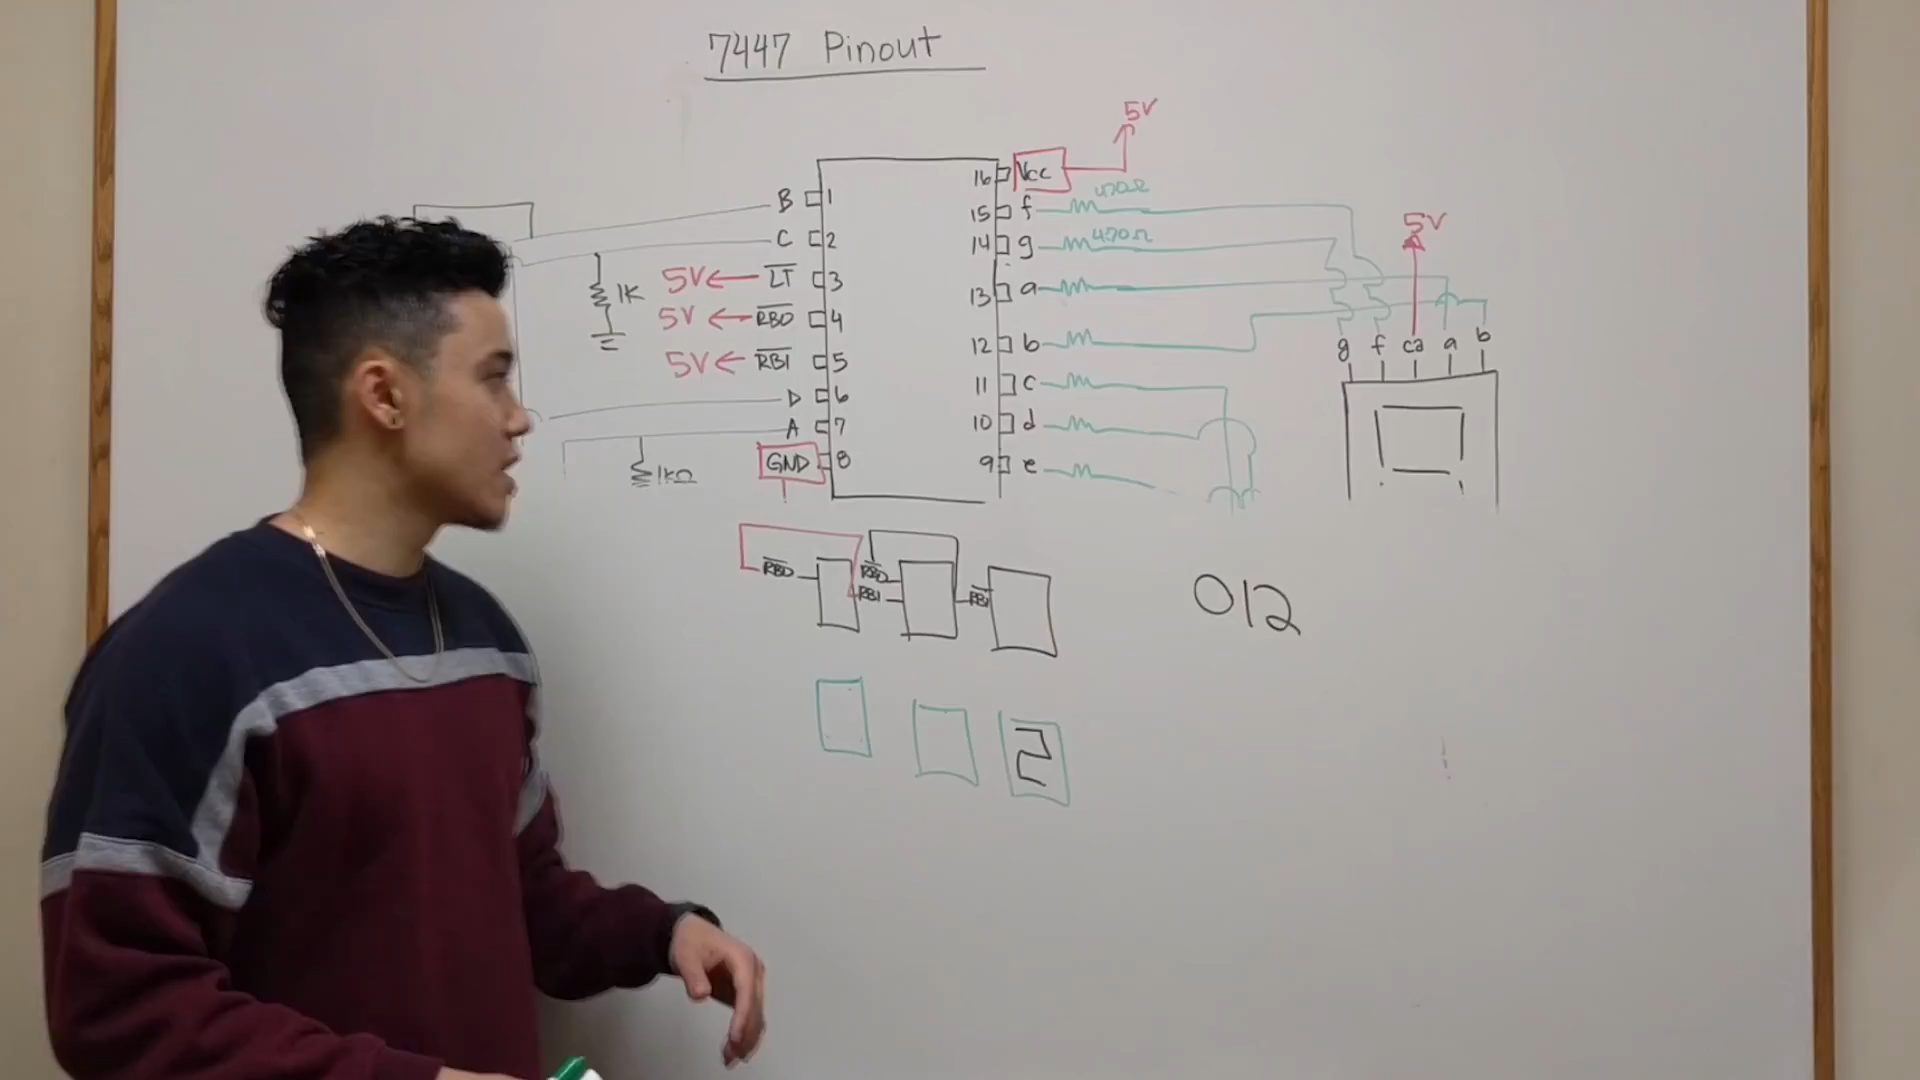 7447 Pinout
5V
16 Vcc
470Ω
B 1
15 f
5V
C 2
14 g 470Ω
5V LT 3
1K
13 a
5V RBO 4
12 b
g f ca a b
5V RBI 5
11 c
D 6
10 d
A 7
GND 8
9 e
1KΩ
RBO RBO
RBI RBI
012
2